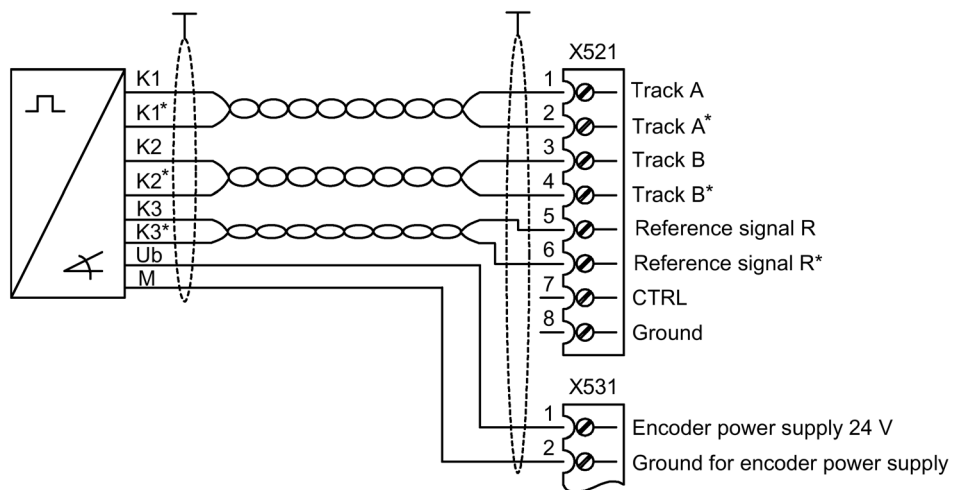 X521
K1
1
Track A
K1*
2
Track A*
K2
3
Track B
K2*
4
Track B*
K3
5
Reference signal R
K3*
6
Reference signal R*
Ub
M
7
CTRL
8
Ground
X531
1
Encoder power supply 24 V
2
Ground for encoder power supply